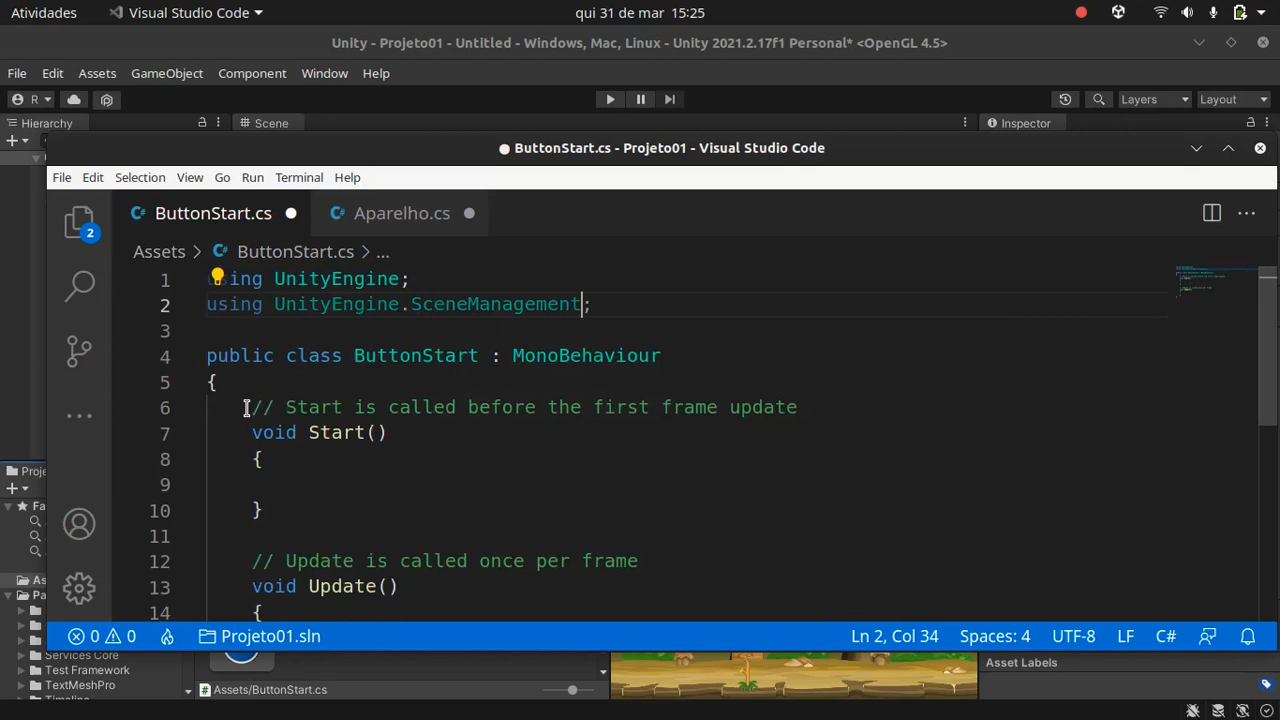 Atividades Visual Studio Code qui 31 de mar 15:25
Unity - Projeto01 - Untitled - Windows, Mac, Linux - Unity 2021.2.17f1 Personal* <OpenGL 4.5>
File Edit Assets GameObject Component Window Help
R Layers Layout
Hierarchy Scene Inspector
ButtonStart.cs - Projeto01 - Visual Studio Code
File Edit Selection View Go Run Terminal Help
ButtonStart.cs Aparelho.cs
2
Assets > ButtonStart.cs > ...
1 using UnityEngine;
2 using UnityEngine.SceneManagement;
3
4 public class ButtonStart : MonoBehaviour
5 {
6 // Start is called before the first frame update
7 void Start()
8 {
9
10 }
11
12 // Update is called once per frame
13 void Update()
14 {
Proje
Fa
As
Pa
0 0 Projeto01.sln Ln 2, Col 34 Spaces: 4 UTF-8 LF C#
Services Core
Test Framework
TextMeshPro
Assets/ButtonStart.cs
Asset Labels